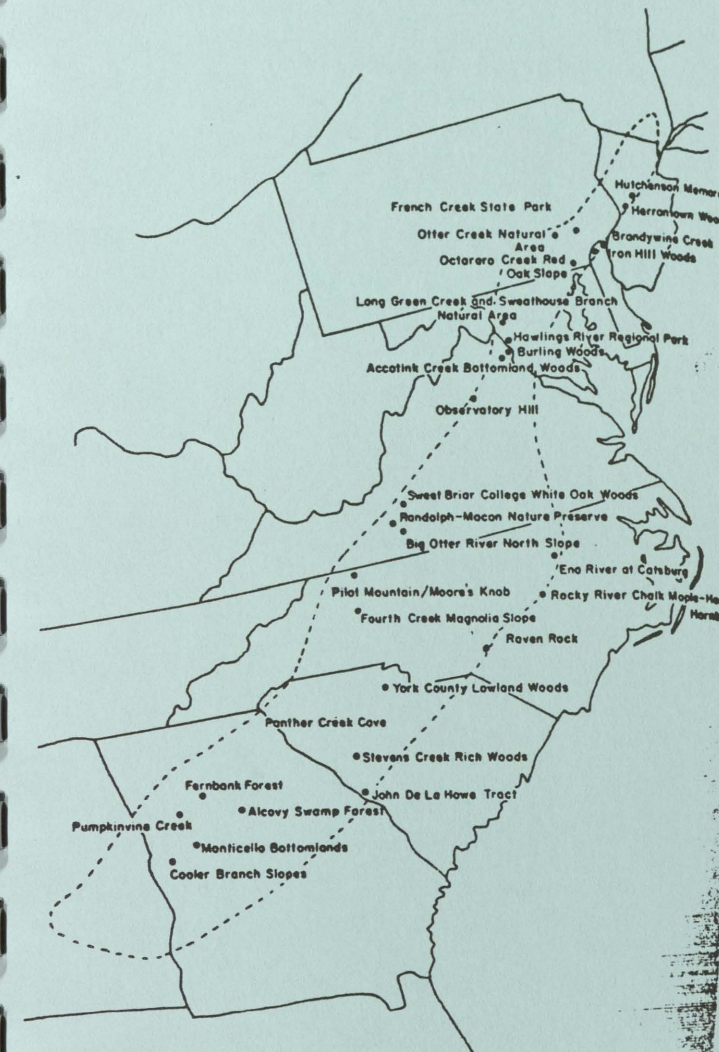 Hutchenson
French Creek State Park
Herrontown
Otter Creek Natural
Area
Brandywine Creek
Iron Hill Woods
Octararo Creek Red
Oak Slope
Long Green Creek and Sweathouse Branch
Natural Area
Hawlings River Regional Park
Burling Woods
Accotink Creek Bottomland Woods
Observatory Hill
Sweet Briar College White Oak Woods
Randolph-Macon Nature Preserve
Big Otter River North Slope
Eno River at Catsburg
Pilot Mountain/Moore's Knob
Rocky River Chalk
Fourth Creek Magnolia Slope
Raven Rock
York County Lowland Woods
Panther Creek Cove
Stevens Creek Rich Woods
Fernbank Forest
John De La Howe Tract
Alcovy Swamp Forest
Pumpkinvine Creek
Monticello Bottomlands
Cooler Branch Slopes